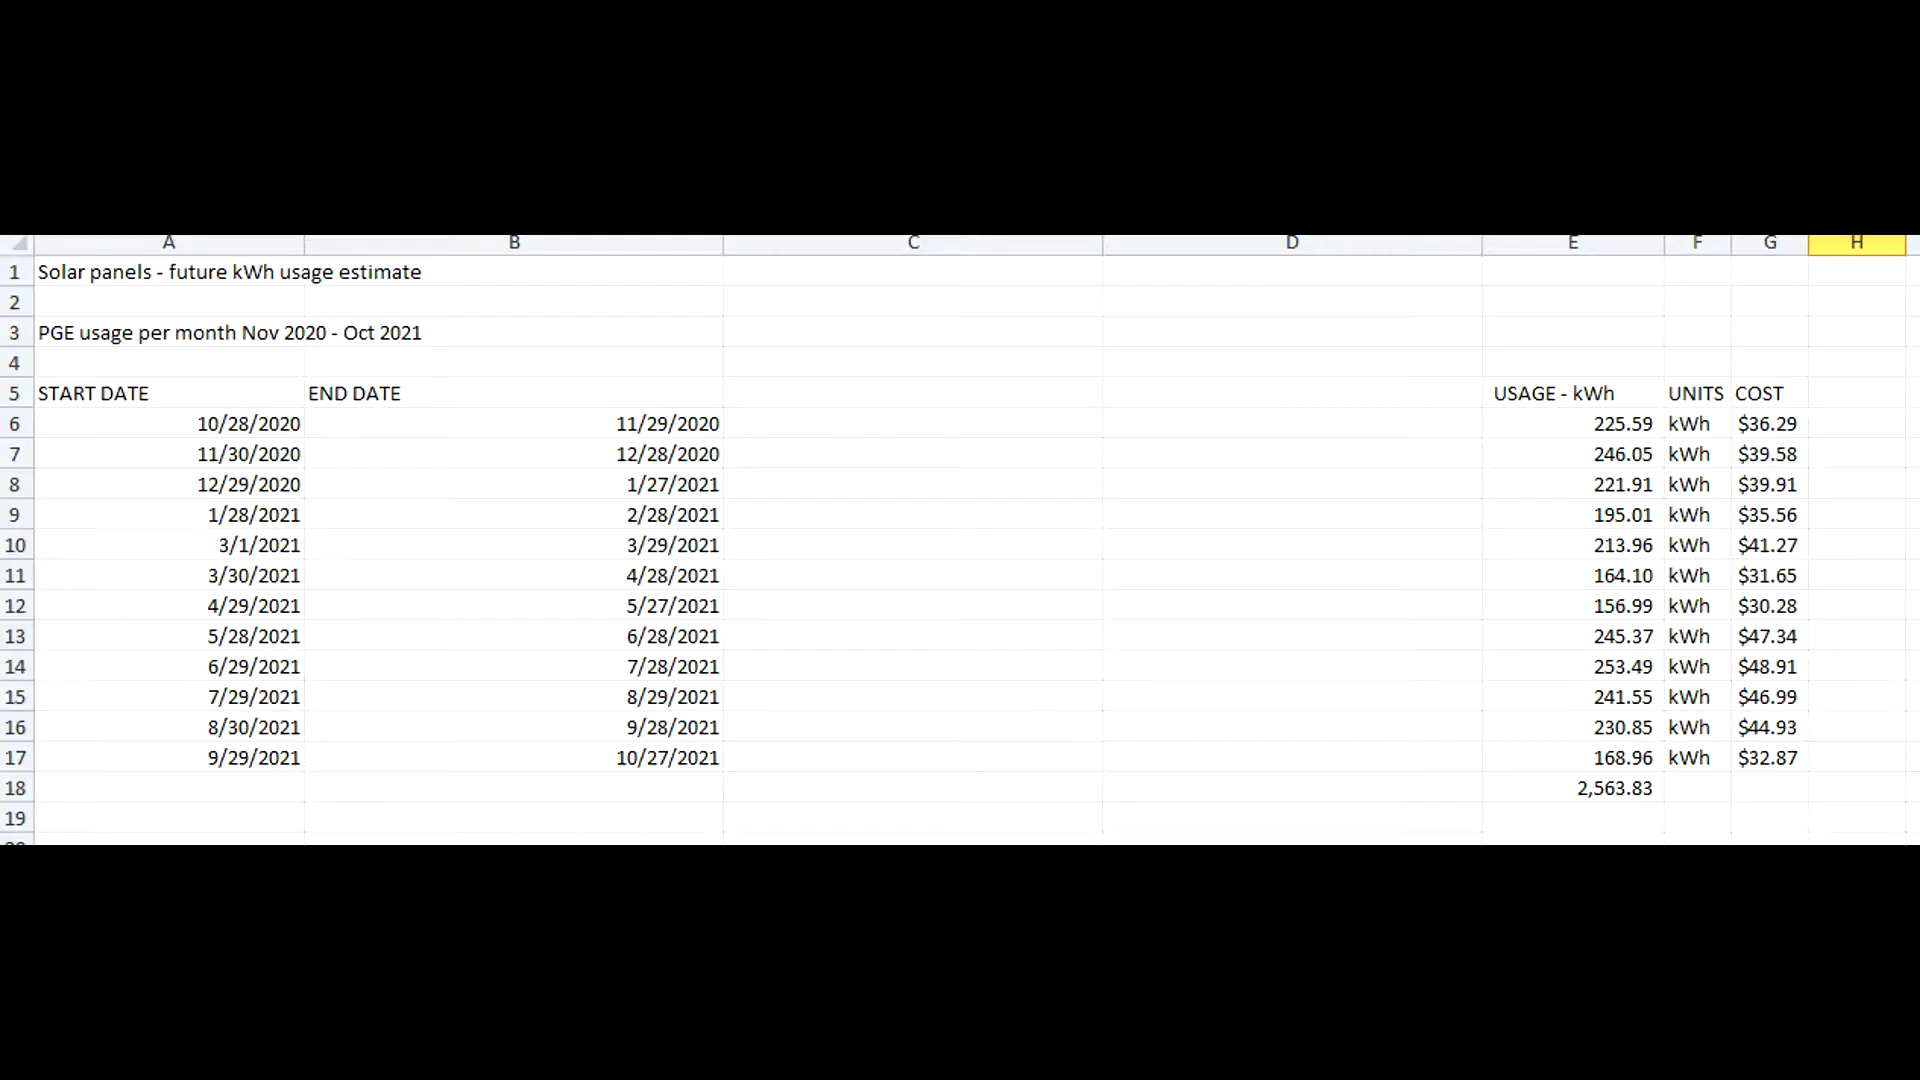 A B C D E F G H
1 Solar panels - future kWh usage estimate
2
3 PGE usage per month Nov 2020 - Oct 2021
4
5 START DATE END DATE USAGE - kWh UNITS COST
6 10/28/2020 11/29/2020 225.59 kWh $36.29
7 11/30/2020 12/28/2020 246.05 kWh $39.58
8 12/29/2020 1/27/2021 221.91 kWh $39.91
9 1/28/2021 2/28/2021 195.01 kWh $35.56
10 3/1/2021 3/29/2021 213.96 kWh $41.27
11 3/30/2021 4/28/2021 164.10 kWh $31.65
12 4/29/2021 5/27/2021 156.99 kWh $30.28
13 5/28/2021 6/28/2021 245.37 kWh $47.34
14 6/29/2021 7/28/2021 253.49 kWh $48.91
15 7/29/2021 8/29/2021 241.55 kWh $46.99
16 8/30/2021 9/28/2021 230.85 kWh $44.93
17 9/29/2021 10/27/2021 168.96 kWh $32.87
18 2,563.83
19